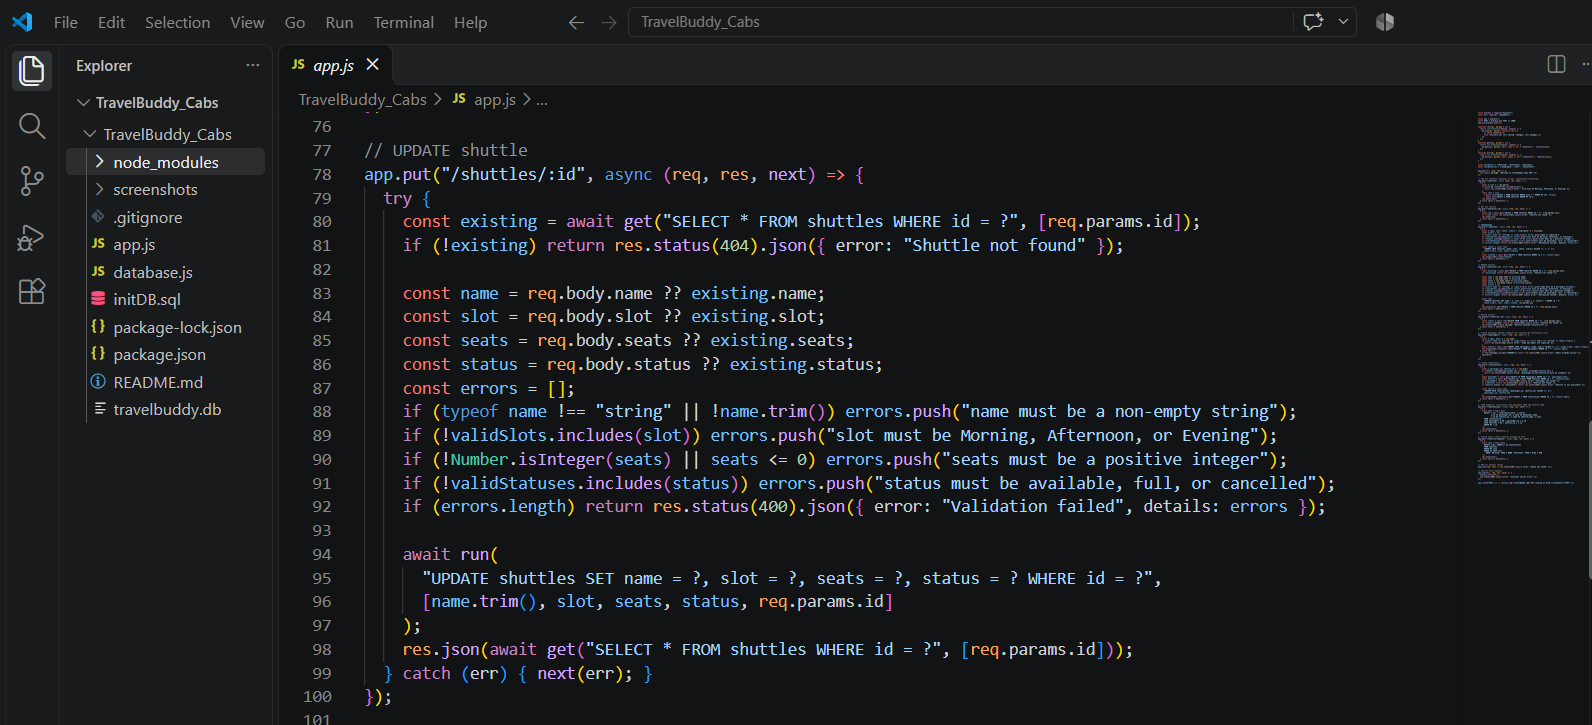 File Edit Selection View Go Run Terminal Help
TravelBuddy_Cabs
Explorer
TravelBuddy_Cabs
TravelBuddy_Cabs
node_modules
screenshots
.gitignore
JS app.js
JS database.js
initDB.sql
{} package-lock.json
{} package.json
README.md
travelbuddy.db
JS app.js
TravelBuddy_Cabs > JS app.js > ...
76
77 // UPDATE shuttle
78 app.put("/shuttles/:id", async (req, res, next) => {
79 try {
80 const existing = await get("SELECT * FROM shuttles WHERE id = ?", [req.params.id]);
81 if (!existing) return res.status(404).json({ error: "Shuttle not found" });
82
83 const name = req.body.name ?? existing.name;
84 const slot = req.body.slot ?? existing.slot;
85 const seats = req.body.seats ?? existing.seats;
86 const status = req.body.status ?? existing.status;
87 const errors = [];
88 if (typeof name !== "string" || !name.trim()) errors.push("name must be a non-empty string");
89 if (!validSlots.includes(slot)) errors.push("slot must be Morning, Afternoon, or Evening");
90 if (!Number.isInteger(seats) || seats <= 0) errors.push("seats must be a positive integer");
91 if (!validStatuses.includes(status)) errors.push("status must be available, full, or cancelled");
92 if (errors.length) return res.status(400).json({ error: "Validation failed", details: errors });
93
94 await run(
95 "UPDATE shuttles SET name = ?, slot = ?, seats = ?, status = ? WHERE id = ?",
96 [name.trim(), slot, seats, status, req.params.id]
97 );
98 res.json(await get("SELECT * FROM shuttles WHERE id = ?", [req.params.id]));
99 } catch (err) { next(err); }
100 });
101